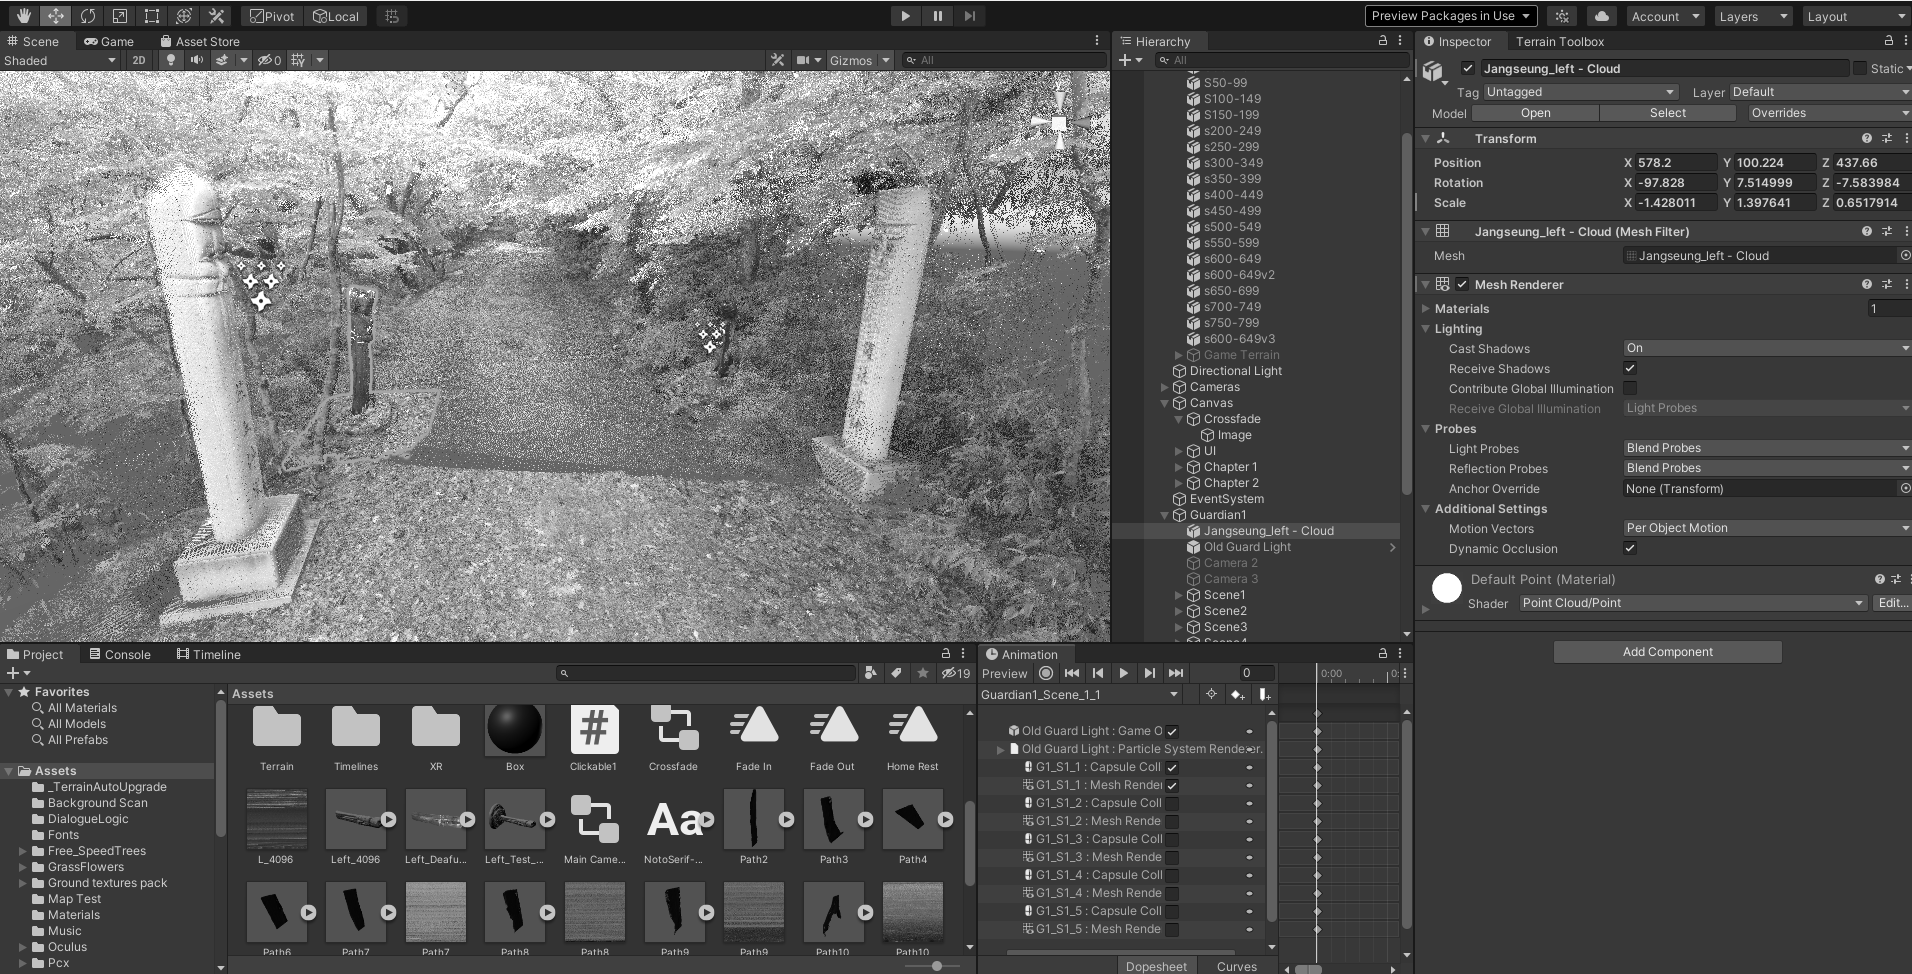 Pivot
Local
Preview Packages in Use
Account
Layers
Layout
Scene
Game
Asset Store
Shaded
2D
0
Gizmos
All
Hierarchy
All
S50-99
S100-149
S150-199
s200-249
s250-299
s300-349
s350-399
s400-449
s450-499
s500-549
s550-599
s600-649
s600-649v2
s650-699
s700-749
s750-799
s600-649v3
Game Terrain
Directional Light
Cameras
Canvas
Crossfade
Image
UI
Chapter 1
Chapter 2
EventSystem
Guardian1
Jangseung_left - Cloud
Old Guard Light
Camera 2
Camera 3
Scene1
Scene2
Scene3
Inspector
Terrain Toolbox
Jangseung_left - Cloud
Static
Tag Untagged
Layer Default
Model
Open
Select
Overrides
Transform
Position X 578.2 Y 100.224 Z 437.66
Rotation X -97.828 Y 7.514999 Z -7.583984
Scale X -1.428011 Y 1.397641 Z 0.6517914
Jangseung_left - Cloud (Mesh Filter)
Mesh
Jangseung_left - Cloud
Mesh Renderer
Materials 1
Lighting
Cast Shadows On
Receive Shadows
Contribute Global Illumination
Receive Global Illumination Light Probes
Probes
Light Probes Blend Probes
Reflection Probes Blend Probes
Anchor Override None (Transform)
Additional Settings
Motion Vectors Per Object Motion
Dynamic Occlusion
Default Point (Material)
Shader Point Cloud/Point
Edit...
Add Component
Project
Console
Timeline
19
Favorites
All Materials
All Models
All Prefabs
Assets
_TerrainAutoUpgrade
Background Scan
DialogueLogic
Fonts
Free_SpeedTrees
GrassFlowers
Ground textures pack
Map Test
Materials
Music
Oculus
Pcx
Assets
Terrain
Timelines
XR
Box
Clickable1
Crossfade
Fade In
Fade Out
Home Rest
Aa
L_4096
Left_4096
Left_Deafu...
Left_Test_...
Main Came...
NotoSerif-...
Path2
Path3
Path4
Path6
Path7
Path7
Path8
Path8
Path9
Path9
Path10
Path10
Animation
Preview
0
0:00
Guardian1_Scene_1_1
Old Guard Light : Game O
Old Guard Light : Particle System Renderer.
G1_S1_1 : Capsule Coll
G1_S1_1 : Mesh Render
G1_S1_2 : Capsule Coll
G1_S1_2 : Mesh Rende
G1_S1_3 : Capsule Coll
G1_S1_3 : Mesh Rende
G1_S1_4 : Capsule Coll
G1_S1_4 : Mesh Rende
G1_S1_5 : Capsule Coll
G1_S1_5 : Mesh Rende
Dopesheet
Curves